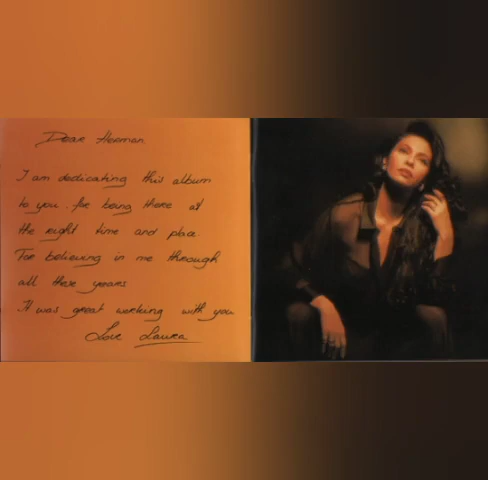 Dear Herman
I am dedicating this album
to you. for being there at
the right time and place
For believing in me through
all these years
It was great working with you
Love Laura